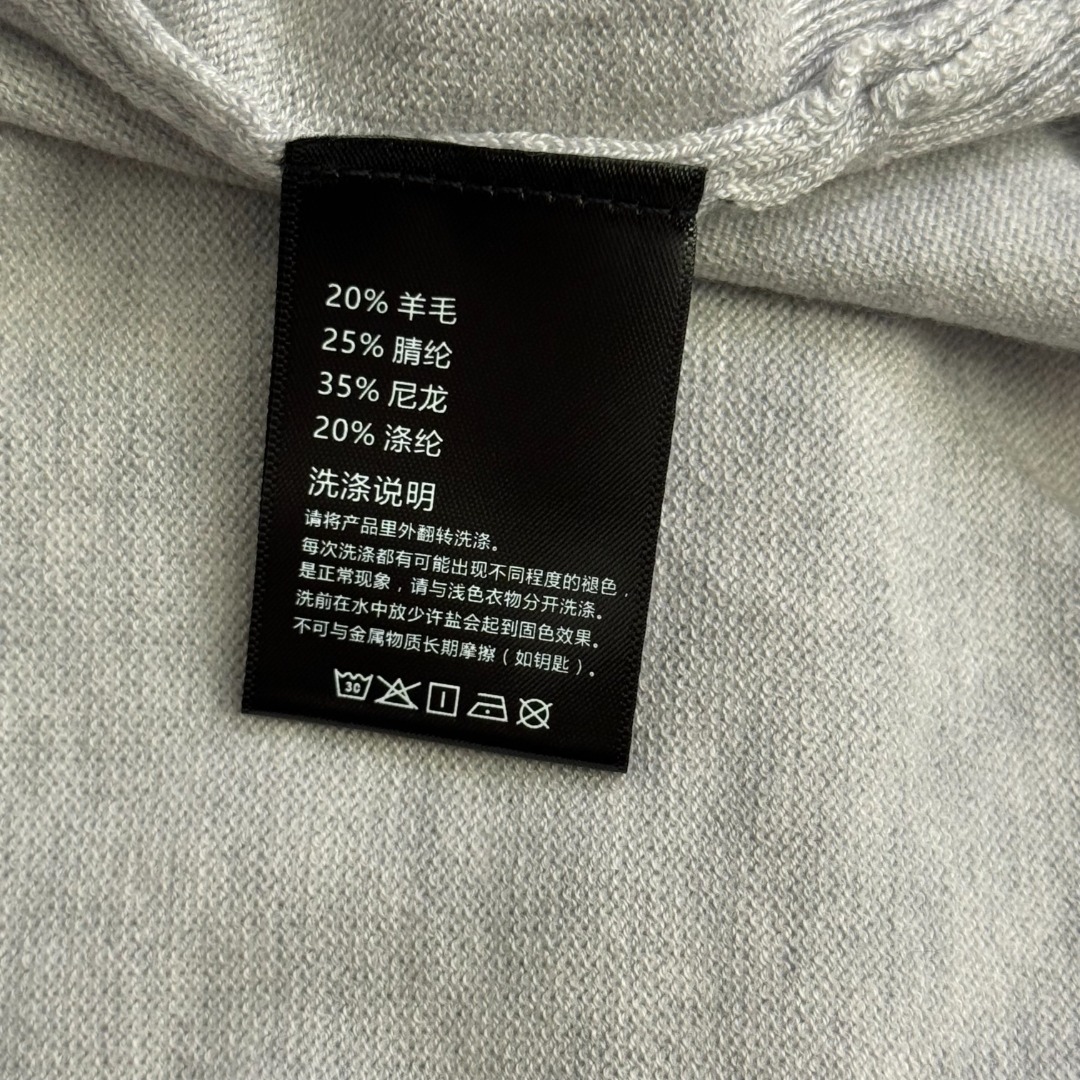 20% 羊毛
25% 腈纶
35% 尼龙
20% 涤纶
洗涤说明
请将产品里外翻转洗涤。
每次洗涤都有可能出现不同程度的褪色，
是正常现象，请与浅色衣物分开洗涤。
洗前在水中放少许盐会起到固色效果。
不可与金属物质长期摩擦（如钥匙）。
30